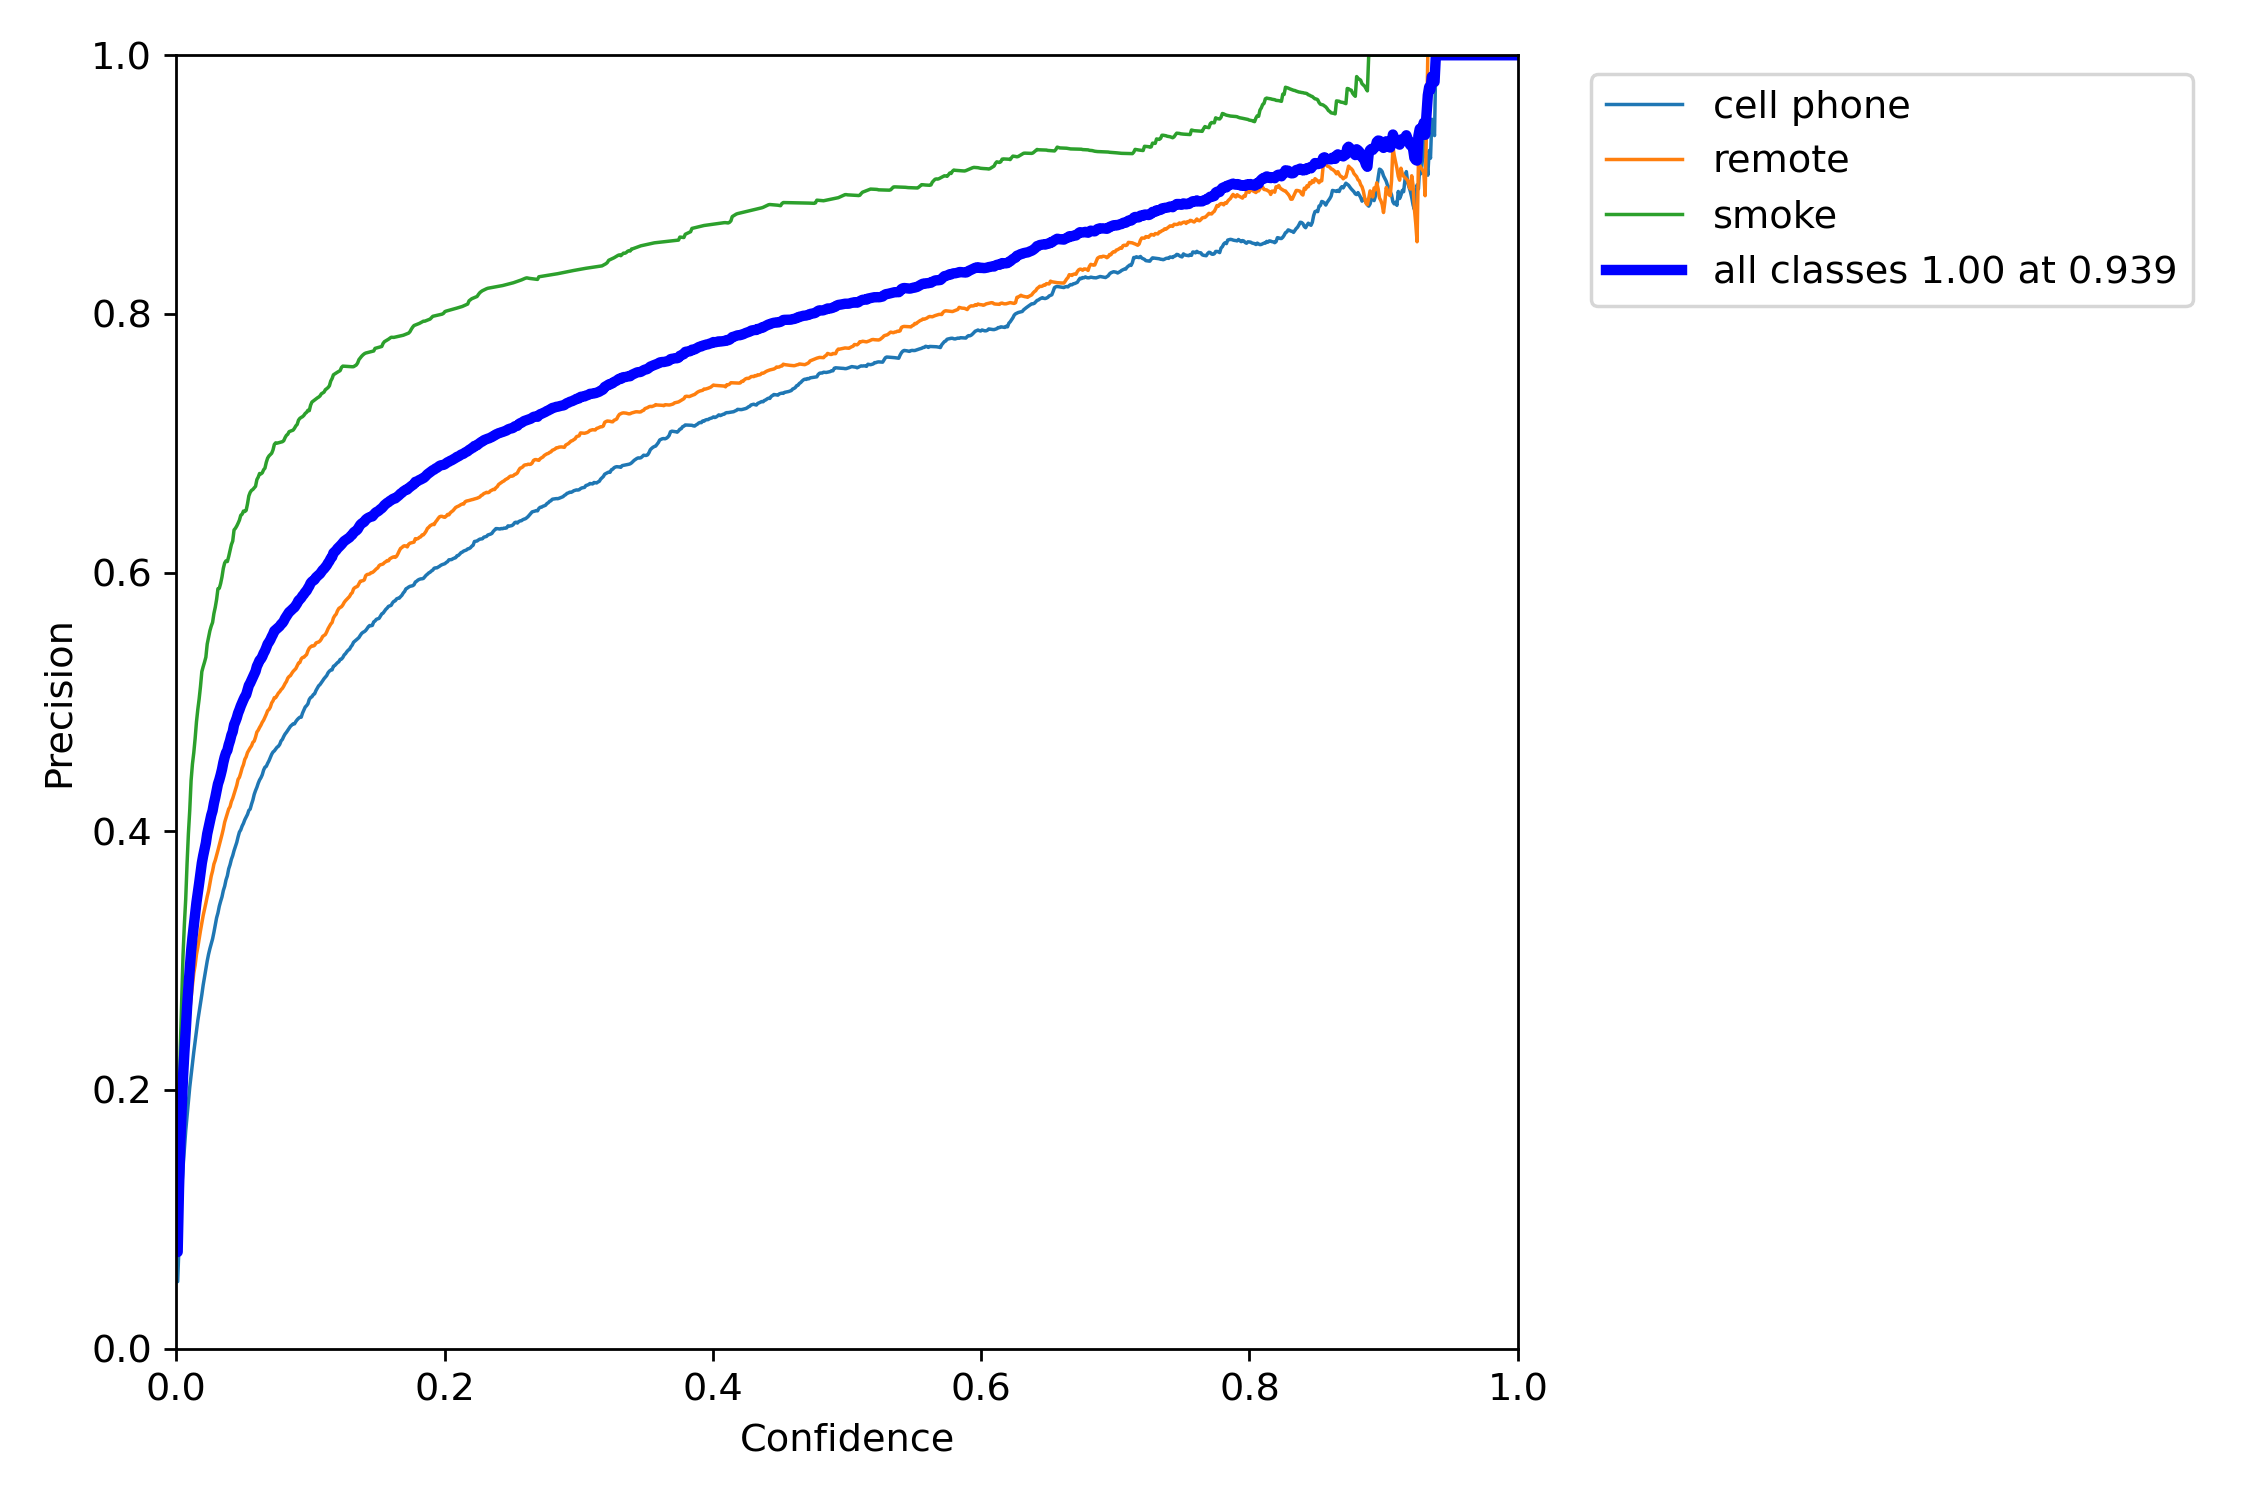 1.0
0.8
0.6
0.4
0.2
0.0
Precision
0.0 0.2 0.4 0.6 0.8 1.0
Confidence
cell phone
remote
smoke
all classes 1.00 at 0.939